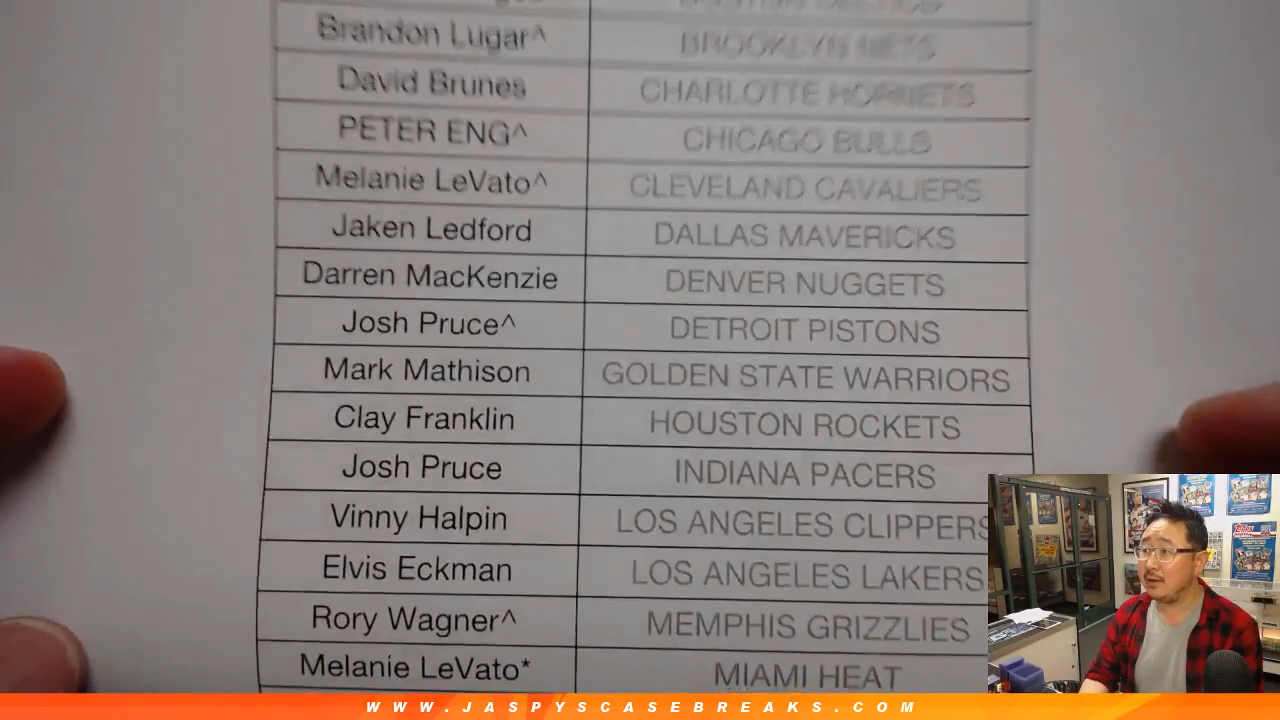 Brandon Lugar^ BROOKLYN NETS
David Brunes CHARLOTTE HORNETS
PETER ENG^ CHICAGO BULLS
Melanie LeVato^ CLEVELAND CAVALIERS
Jaken Ledford DALLAS MAVERICKS
Darren MacKenzie DENVER NUGGETS
Josh Pruce^ DETROIT PISTONS
Mark Mathison GOLDEN STATE WARRIORS
Clay Franklin HOUSTON ROCKETS
Josh Pruce INDIANA PACERS
Vinny Halpin LOS ANGELES CLIPPERS
Elvis Eckman LOS ANGELES LAKERS
Rory Wagner^ MEMPHIS GRIZZLIES
Melanie LeVato* MIAMI HEAT
WWW.JASPYSCASEBREAKS.COM